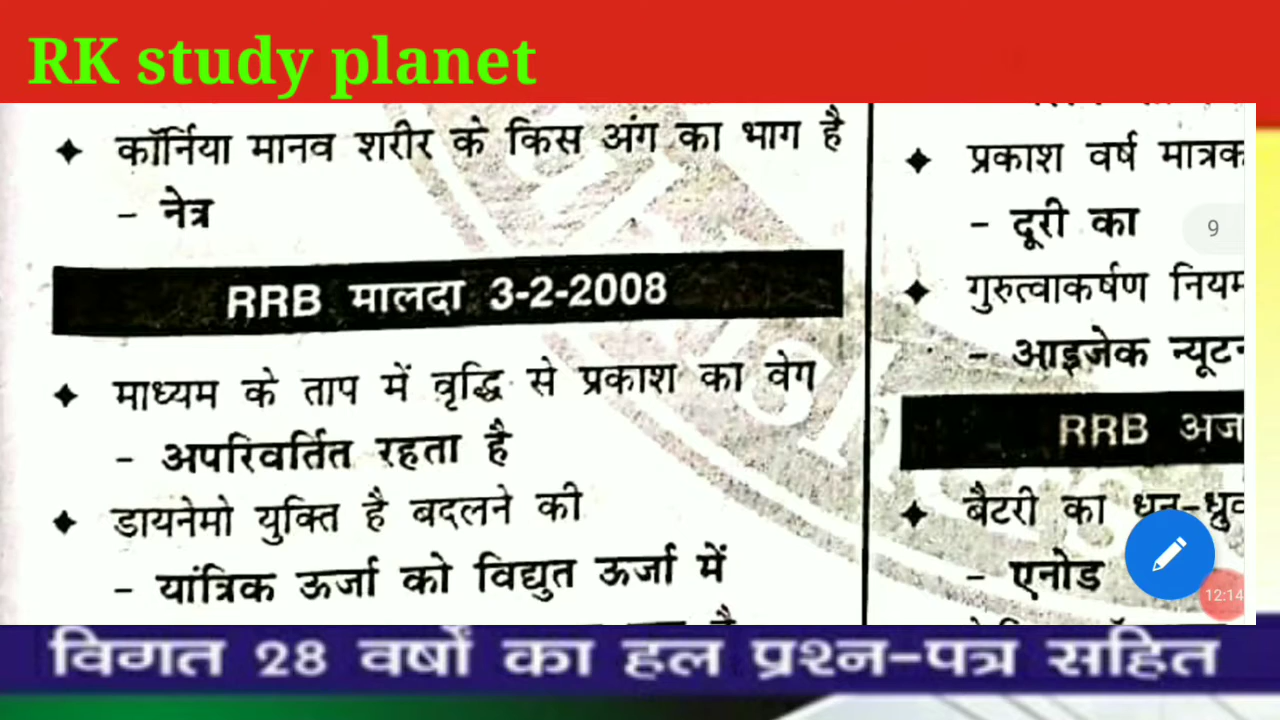 RK study planet
कॉर्निया मानव शरीर के किस अंग का भाग है
- नेत्र
RRB मालदा 3-2-2008
माध्यम के ताप में वृद्धि से प्रकाश का वेग
- अपरिवर्तित रहता है
डायनेमो युक्ति है बदलने की
- यांत्रिक ऊर्जा को विद्युत ऊर्जा में
प्रकाश वर्ष मात्रक
- दूरी का
9
गुरुत्वाकर्षण नियम
- आइजेक न्यूटन
RRB अज
बैटरी का धन-ध्रुव
- एनोड
12:14
विगत 28 वर्षों का हल प्रश्न-पत्र सहित